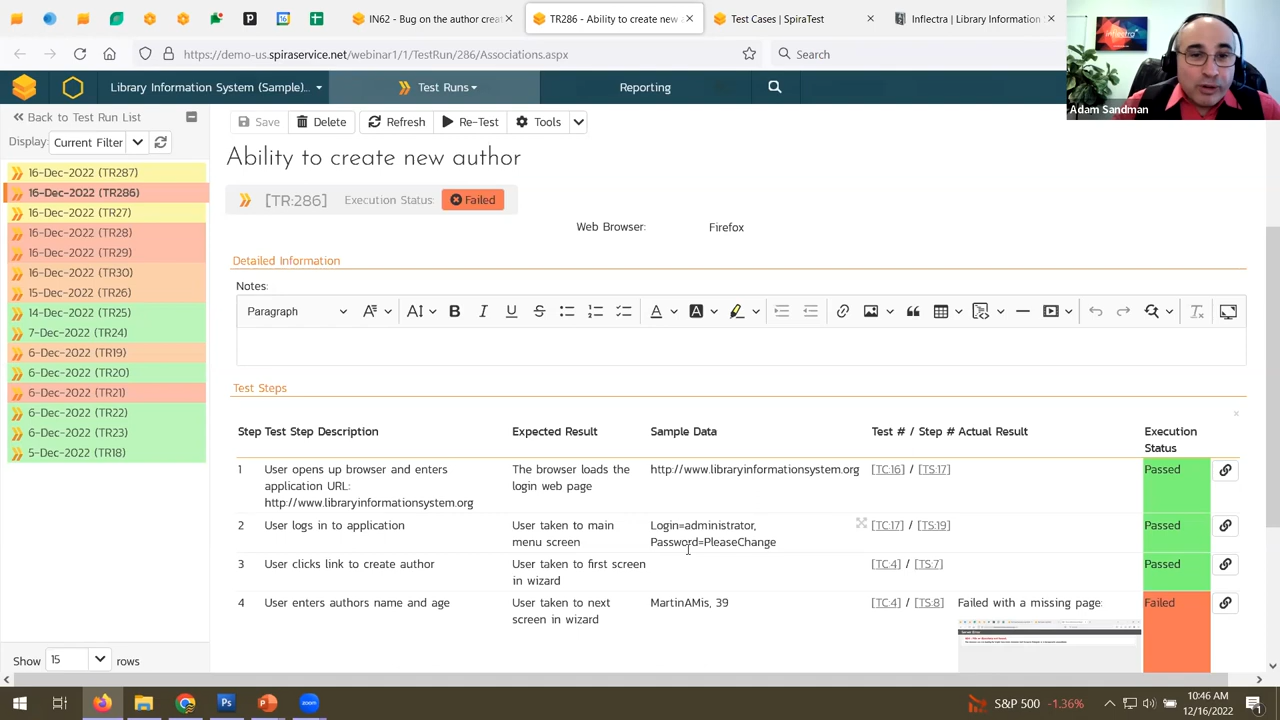 IN62 - Bug on the author creat
TR286 - Ability to create new a
Test Cases | SpiraTest
Inflectra | Library Information S
https://demo-us.spiraservice.net/webinar
TestRun/286/Associations.aspx
Search
inflectra
Adam Sandman
Library Information System (Sample)...
Test Runs
Reporting
Back to Test Run List
Display:
Current Filter
16-Dec-2022 (TR287)
16-Dec-2022 (TR286)
16-Dec-2022 (TR27)
16-Dec-2022 (TR28)
16-Dec-2022 (TR29)
16-Dec-2022 (TR30)
15-Dec-2022 (TR26)
14-Dec-2022 (TR25)
7-Dec-2022 (TR24)
6-Dec-2022 (TR19)
6-Dec-2022 (TR20)
6-Dec-2022 (TR21)
6-Dec-2022 (TR22)
6-Dec-2022 (TR23)
5-Dec-2022 (TR18)
Show 15 rows
Save
Delete
Re-Test
Tools
Ability to create new author
[TR:286] Execution Status: Failed
Web Browser: Firefox
Detailed Information
Notes:
Paragraph
Test Steps
Step Test Step Description Expected Result Sample Data Test # / Step # Actual Result Execution
Status
1 User opens up browser and enters The browser loads the http://www.libraryinformationsystem.org [TC:16] / [TS:17] Passed
application URL: login web page
http://www.libraryinformationsystem.org
2 User logs in to application User taken to main Login=administrator, [TC:17] / [TS:19] Passed
menu screen Password=PleaseChange
3 User clicks link to create author User taken to first screen [TC:4] / [TS:7] Passed
in wizard
4 User enters authors name and age User taken to next MartinAMis, 39 [TC:4] / [TS:8] Failed with a missing page: Failed
screen in wizard
S&P 500 -1.36%
10:46 AM
12/16/2022